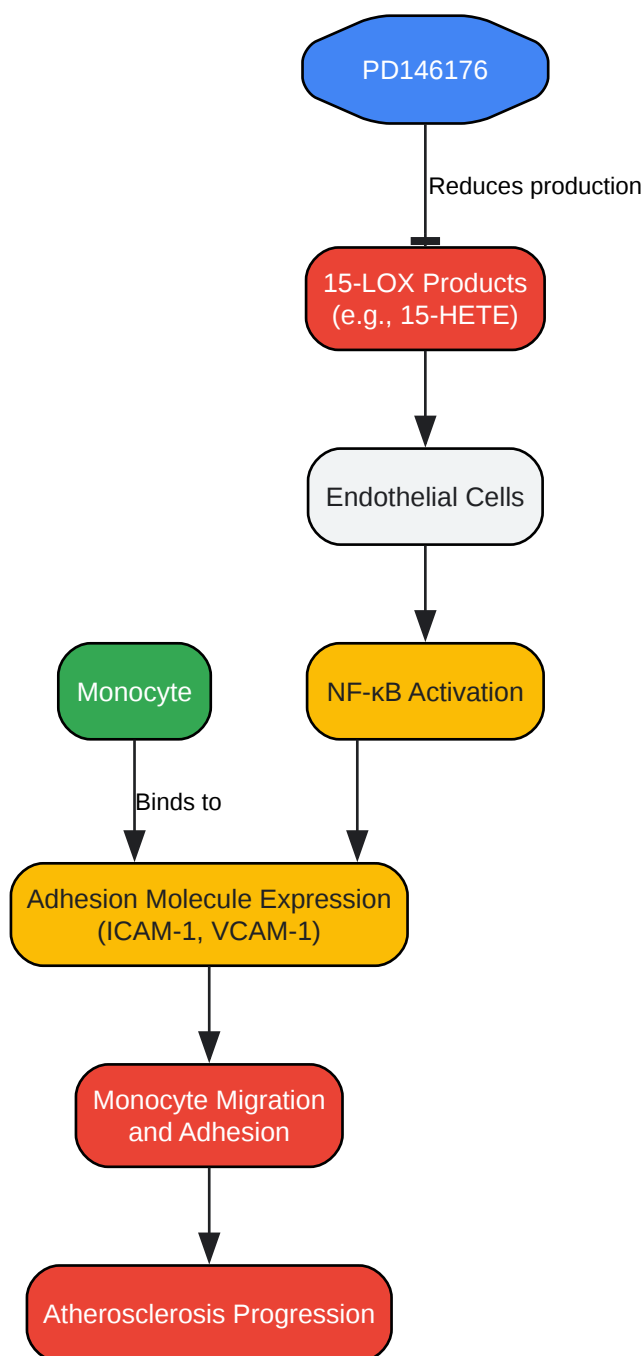 PD146176
Reduces production
15-LOX Products
(e.g., 15-HETE)
Endothelial Cells
Monocyte
NF-κB Activation
Binds to
Adhesion Molecule Expression
(ICAM-1, VCAM-1)
Monocyte Migration
and Adhesion
Atherosclerosis Progression